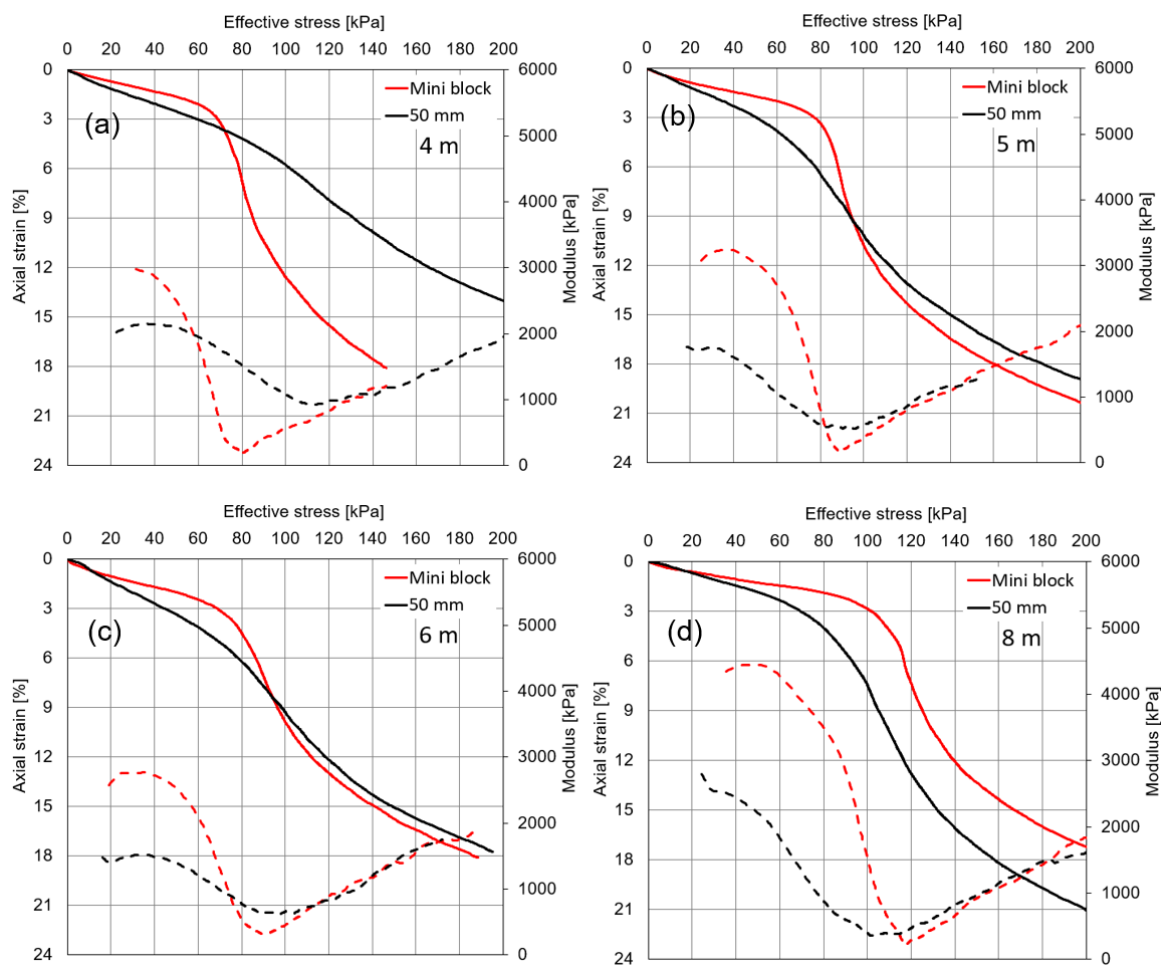 Effective stress [kPa]
0 20 40 60 80 100 120 140 160 180 200
0 3 6 9 12 15 18 21 24
Axial strain [%]
6000 5000 4000 3000 2000 1000 0
Modulus [kPa]
Mini block
50 mm
(a)
4 m
Effective stress [kPa]
0 20 40 60 80 100 120 140 160 180 200
0 3 6 9 12 15 18 21 24
Axial strain [%]
6000 5000 4000 3000 2000 1000 0
Modulus [kPa]
Mini block
50 mm
(b)
5 m
Effective stress [kPa]
0 20 40 60 80 100 120 140 160 180 200
0 3 6 9 12 15 18 21 24
Axial strain [%]
6000 5000 4000 3000 2000 1000 0
Modulus [kPa]
Mini block
50 mm
(c)
6 m
Effective stress [kPa]
0 20 40 60 80 100 120 140 160 180 200
0 3 6 9 12 15 18 21 24
Axial strain [%]
6000 5000 4000 3000 2000 1000 0
Modulus [kPa]
Mini block
50 mm
(d)
8 m